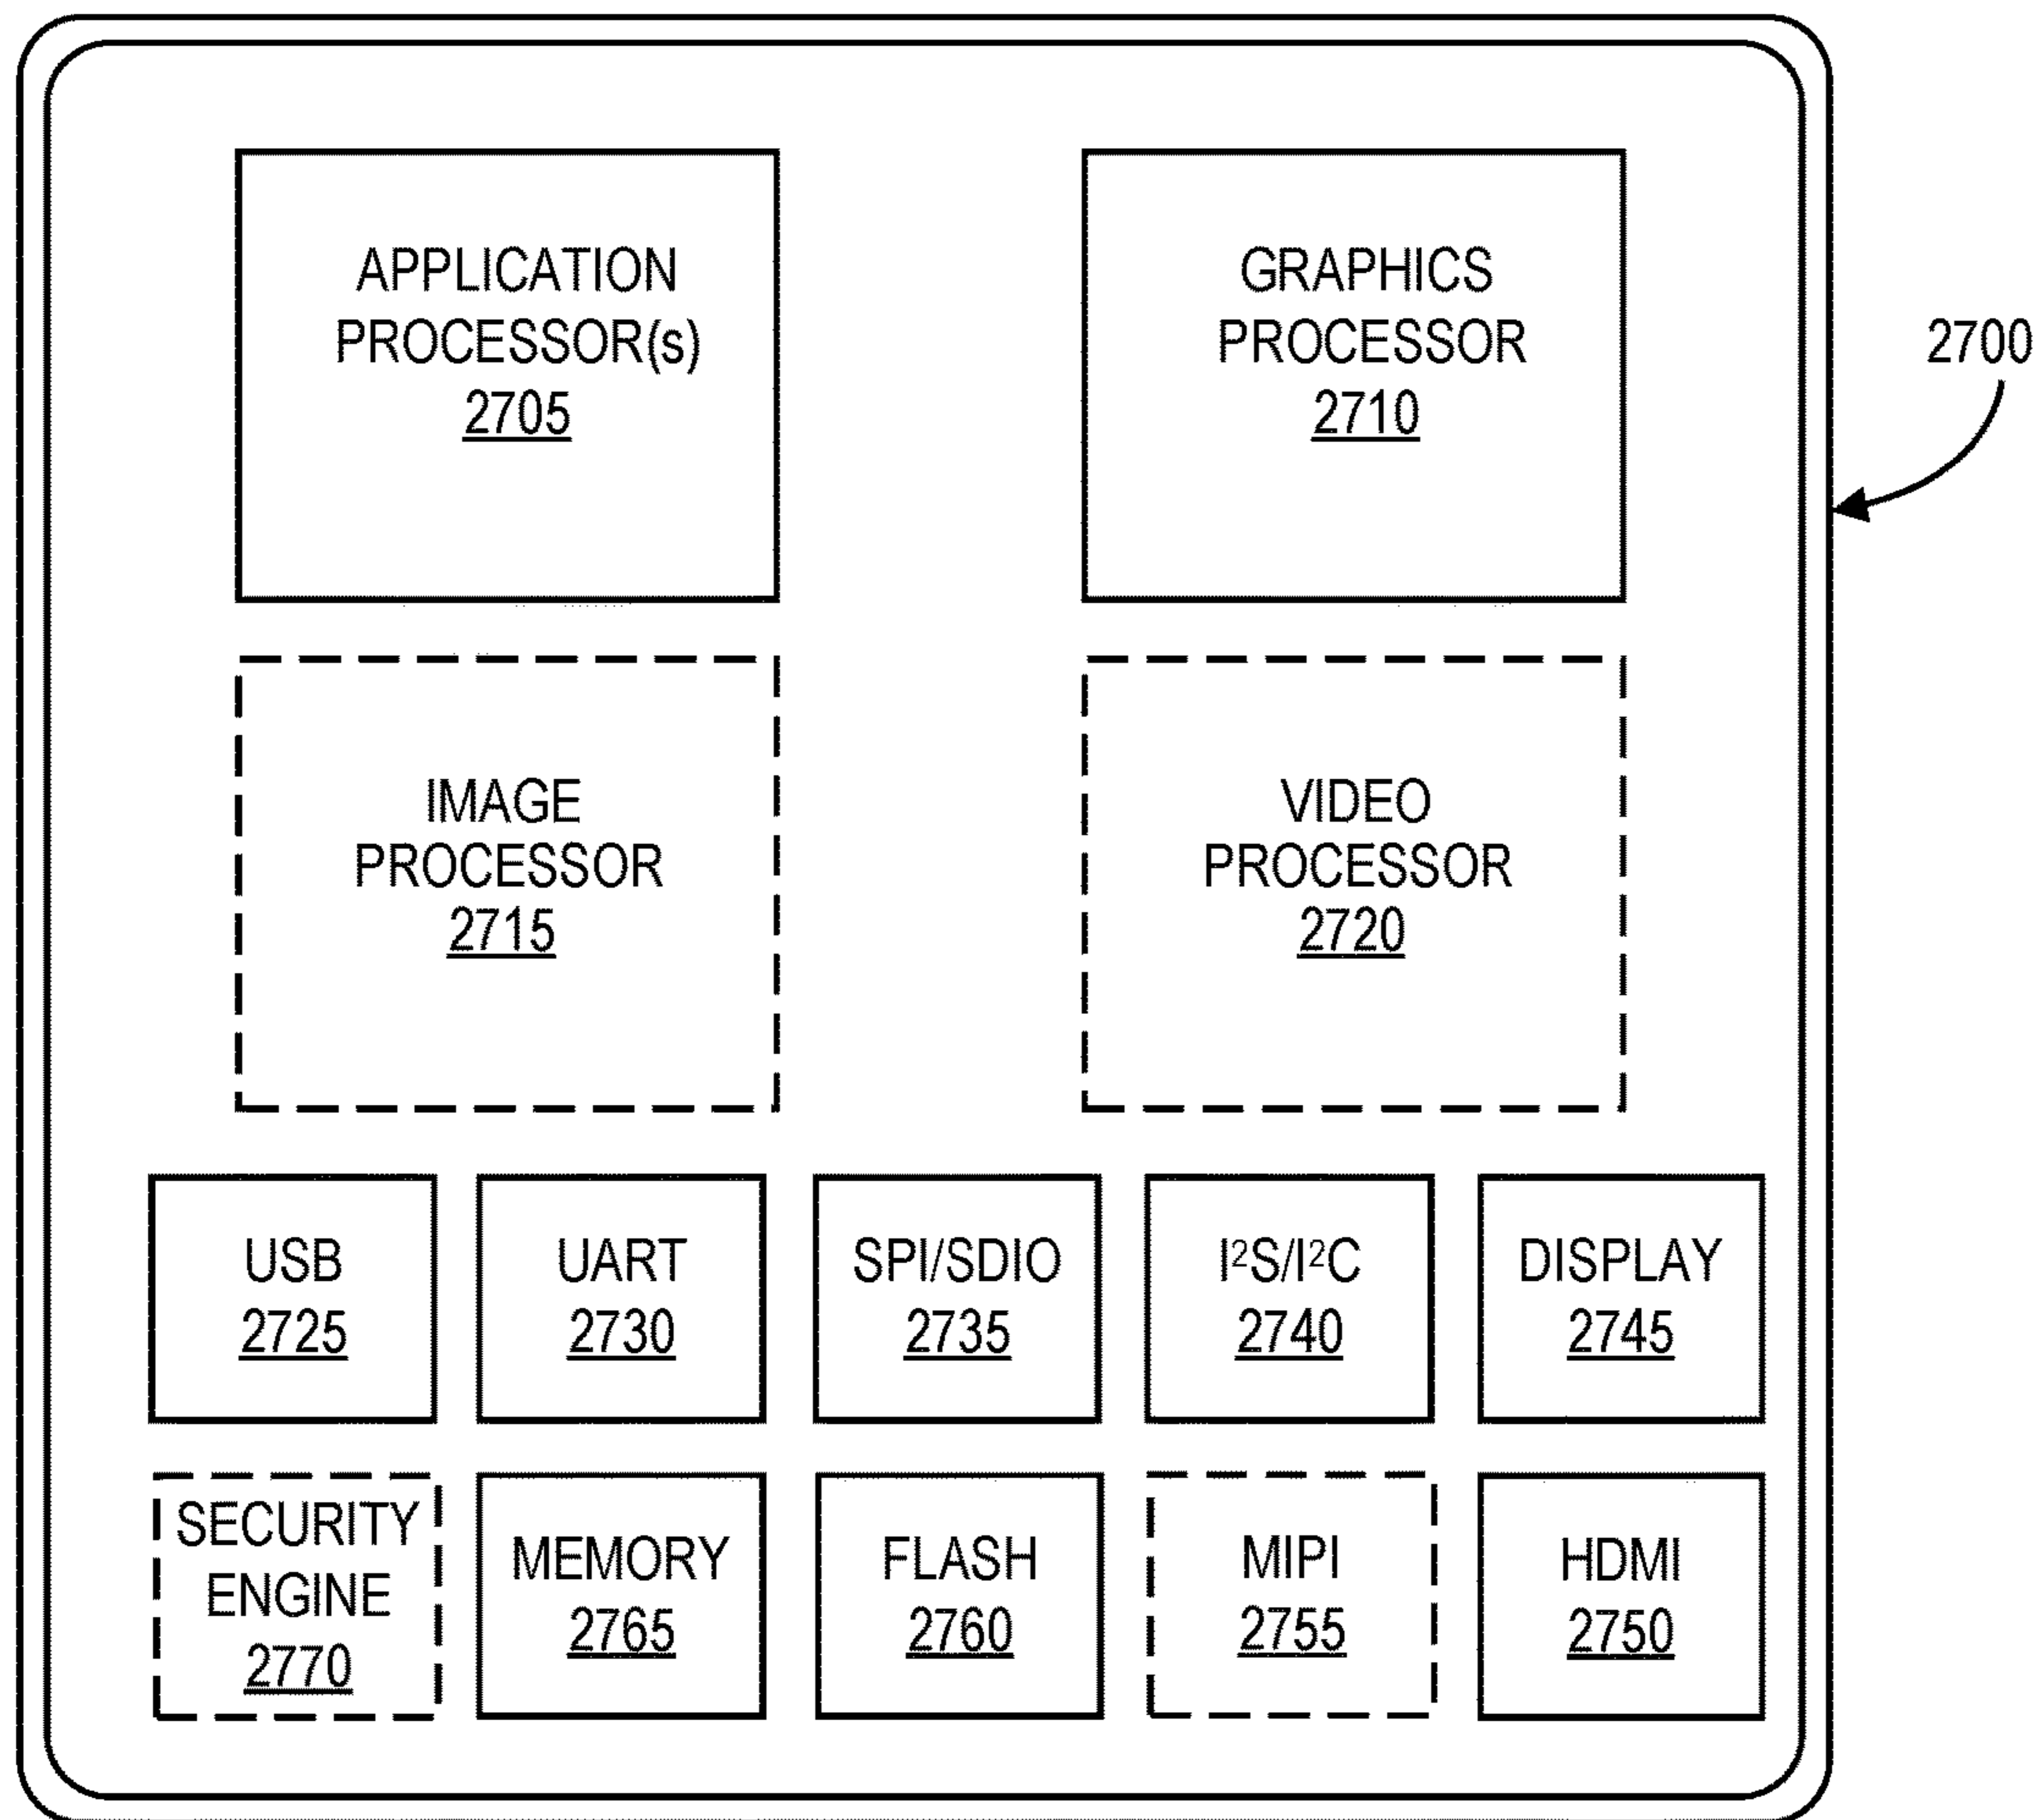 APPLICATION
PROCESSOR(s)
2705
GRAPHICS
PROCESSOR
2710
2700
IMAGE
PROCESSOR
2715
VIDEO
PROCESSOR
2720
USB
2725
UART
2730
SPI/SDIO
2735
I²S/I²C
2740
DISPLAY
2745
SECURITY
ENGINE
2770
MEMORY
2765
FLASH
2760
MIPI
2755
HDMI
2750